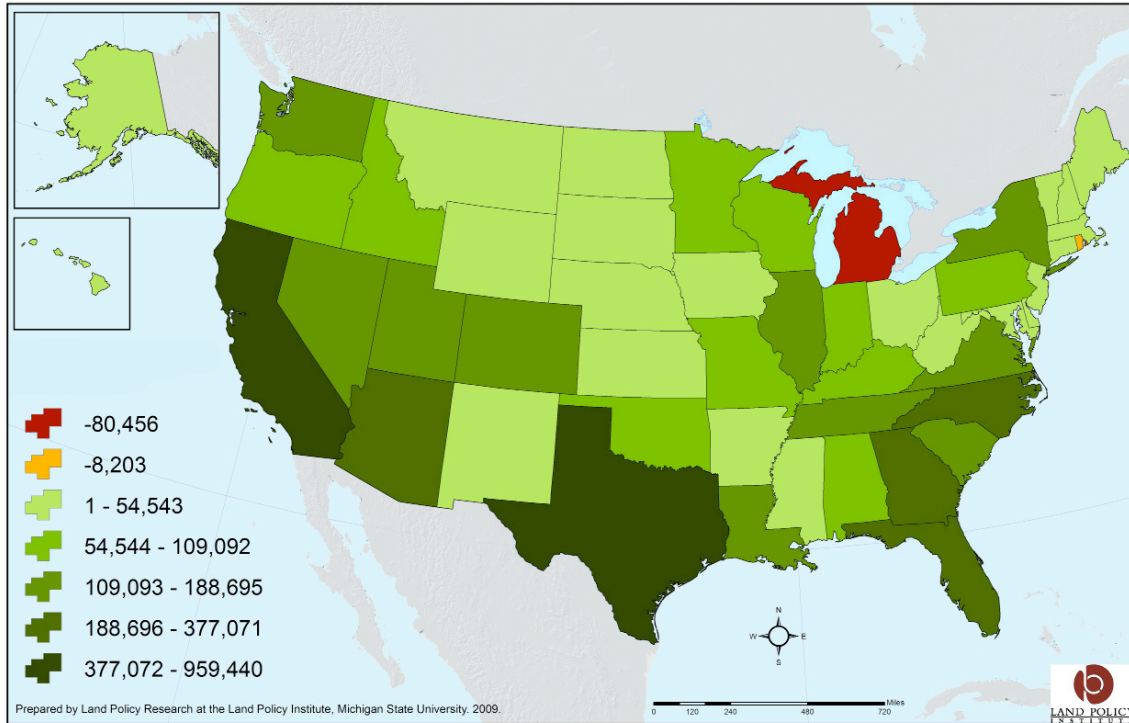 -80,456
-8,203
1 - 54,543
54,544 - 109,092
109,093 - 188,695
188,696 - 377,071
377,072 - 959,440
Prepared by Land Policy Research at the Land Policy Institute, Michigan State University. 2009.
N
W E
S
Miles
0 120 240 480 720
LAND POLICY
INSTITUTE